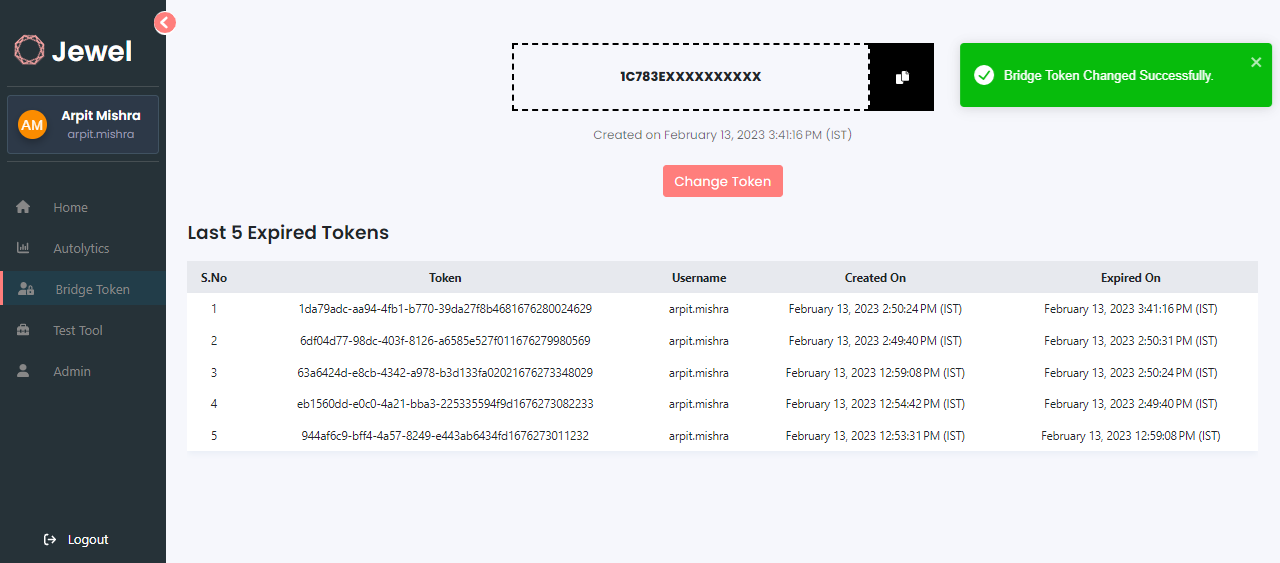 Jewel
AM
Arpit Mishra
arpit.mishra
Home
Autolytics
Bridge Token
Test Tool
Admin
Logout
1C783EXXXXXXXXXX
Bridge Token Changed Successfully.
Created on February 13, 2023 3:41:16 PM (IST)
Change Token
Last 5 Expired Tokens
S.No Token Username Created On Expired On
1 1da79adc-aa94-4fb1-b770-39da27f8b4681676280024629 arpit.mishra February 13, 2023 2:50:24 PM (IST) February 13, 2023 3:41:16 PM (IST)
2 6df04d77-98dc-403f-8126-a6585e527f011676279980569 arpit.mishra February 13, 2023 2:49:40 PM (IST) February 13, 2023 2:50:31 PM (IST)
3 63a6424d-e8cb-4342-a978-b3d133fa02021676273348029 arpit.mishra February 13, 2023 12:59:08 PM (IST) February 13, 2023 2:50:24 PM (IST)
4 eb1560dd-e0c0-4a21-bba3-225335594f9d1676273082233 arpit.mishra February 13, 2023 12:54:42 PM (IST) February 13, 2023 2:49:40 PM (IST)
5 944af6c9-bff4-4a57-8249-e443ab6434fd1676273011232 arpit.mishra February 13, 2023 12:53:31 PM (IST) February 13, 2023 12:59:08 PM (IST)